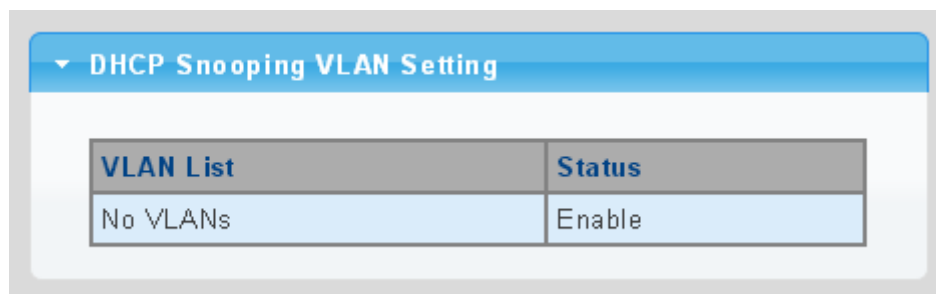 DHCP Snooping VLAN Setting
VLAN List Status
No VLANs Enable